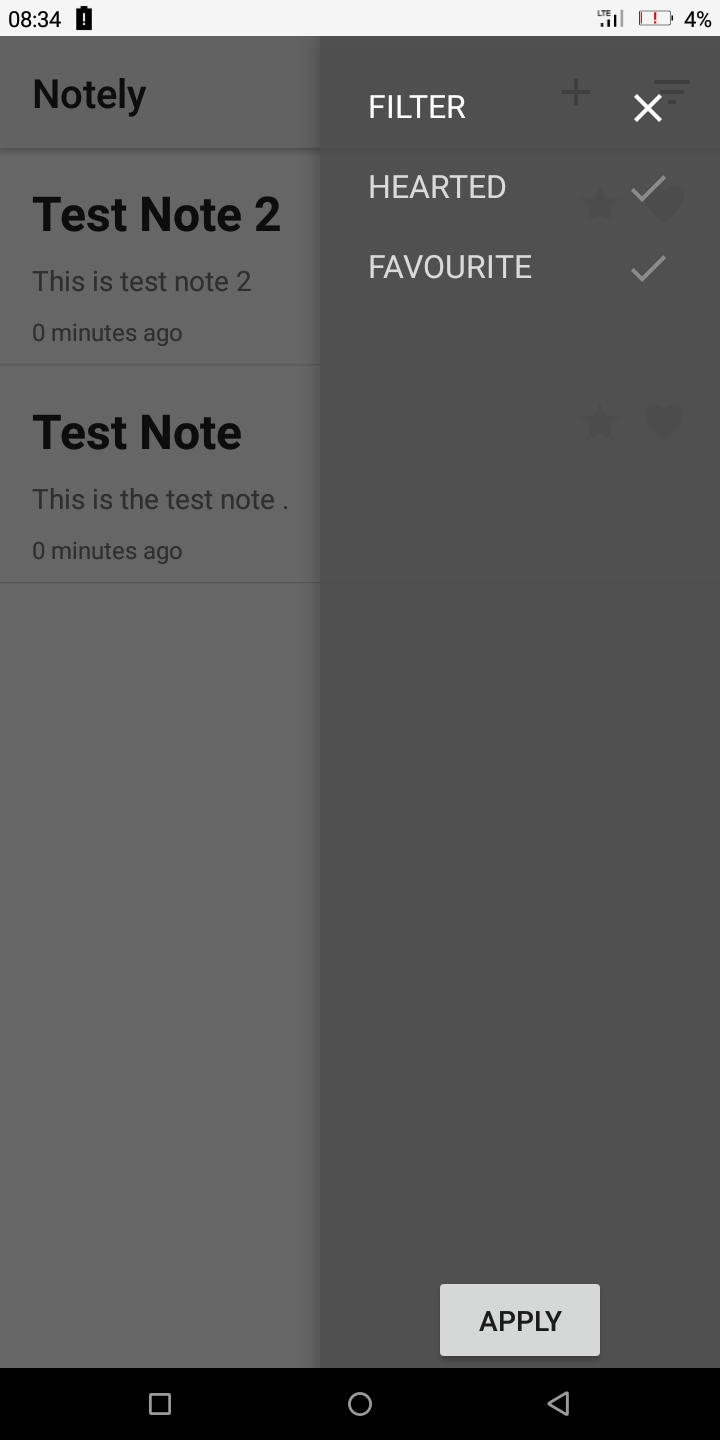 08:34
LTE
4%
Notely
FILTER
HEARTED
FAVOURITE
Test Note 2
This is test note 2
0 minutes ago
Test Note
This is the test note .
0 minutes ago
APPLY